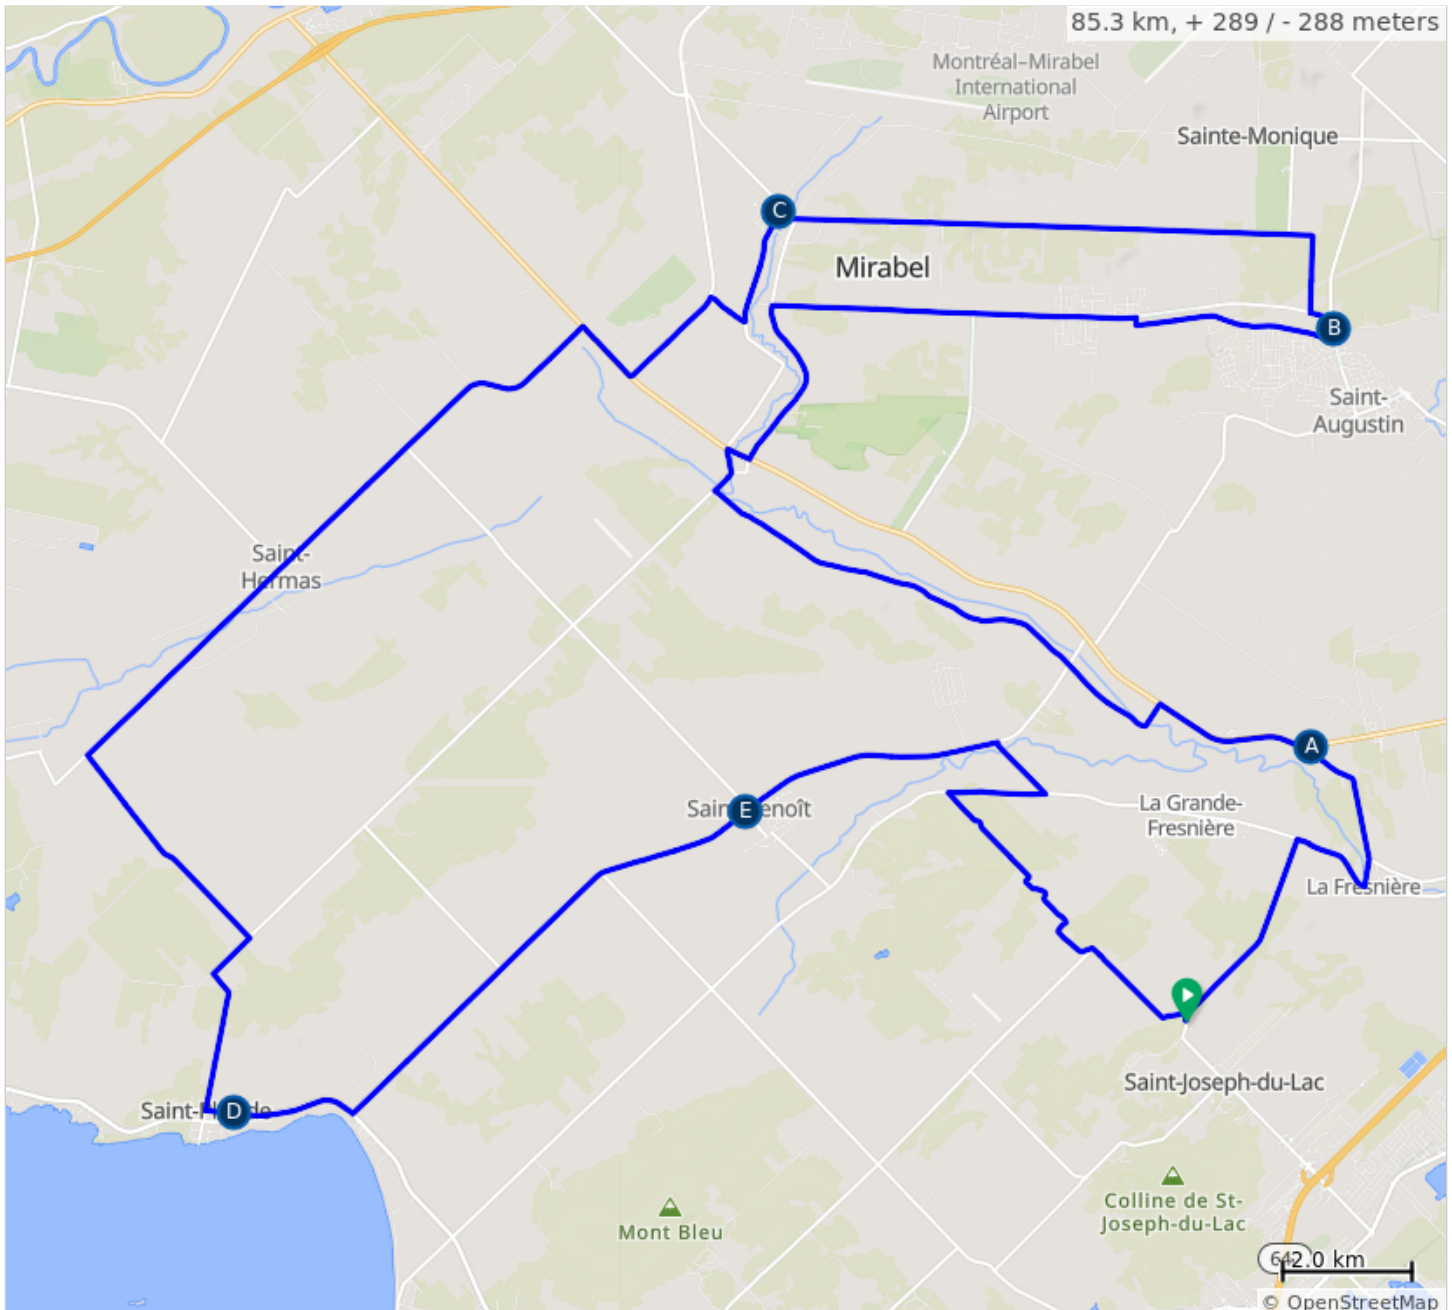 85.3 km, + 289 / - 288 meters
Montréal–Mirabel
International
Airport
Sainte-Monique
C
Mirabel
B
Saint-
Augustin
Saint-
Hermas
A
La Grande-
Fresnière
E
La Fresnière
Saint-Joseph-du-Lac
D
Colline de St-
Joseph-du-Lac
Mont Bleu
2.0 km
© OpenStreetMap